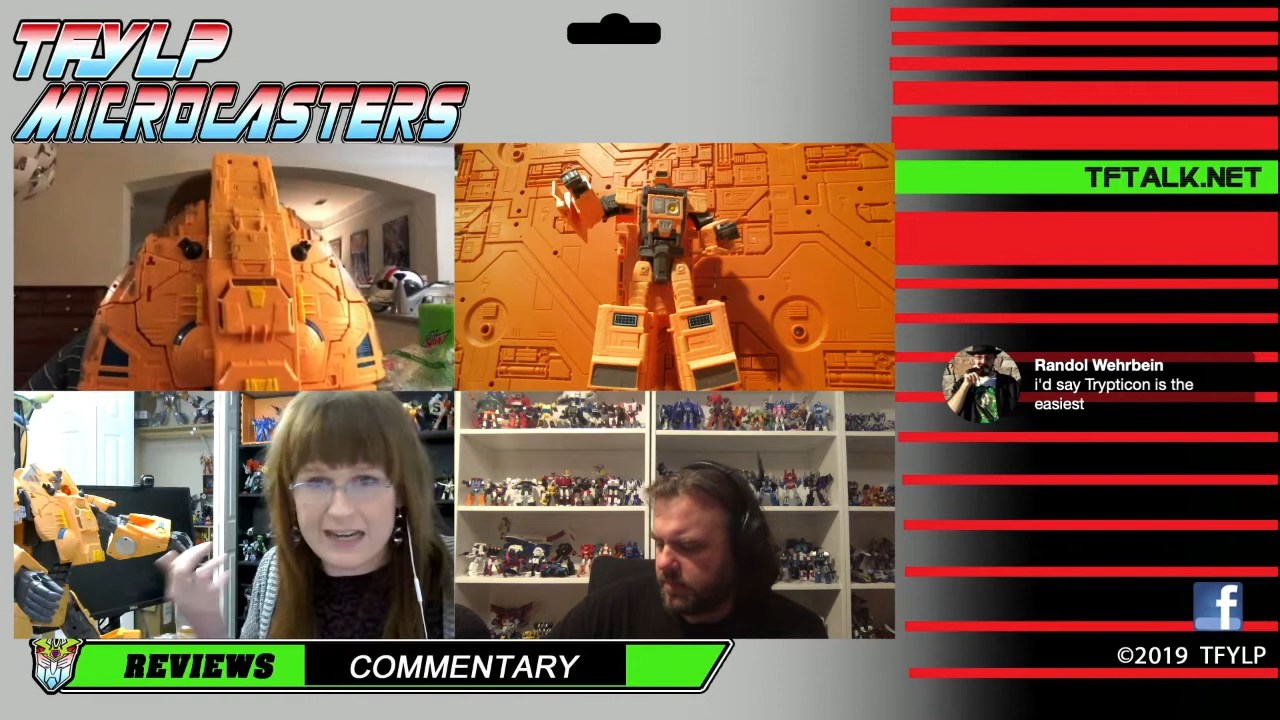 TFYLP
MICROCASTERS
TFTALK.NET
Randol Wehrbein
i'd say Trypticon is the
easiest
f
©2019 TFYLP
REVIEWS
COMMENTARY